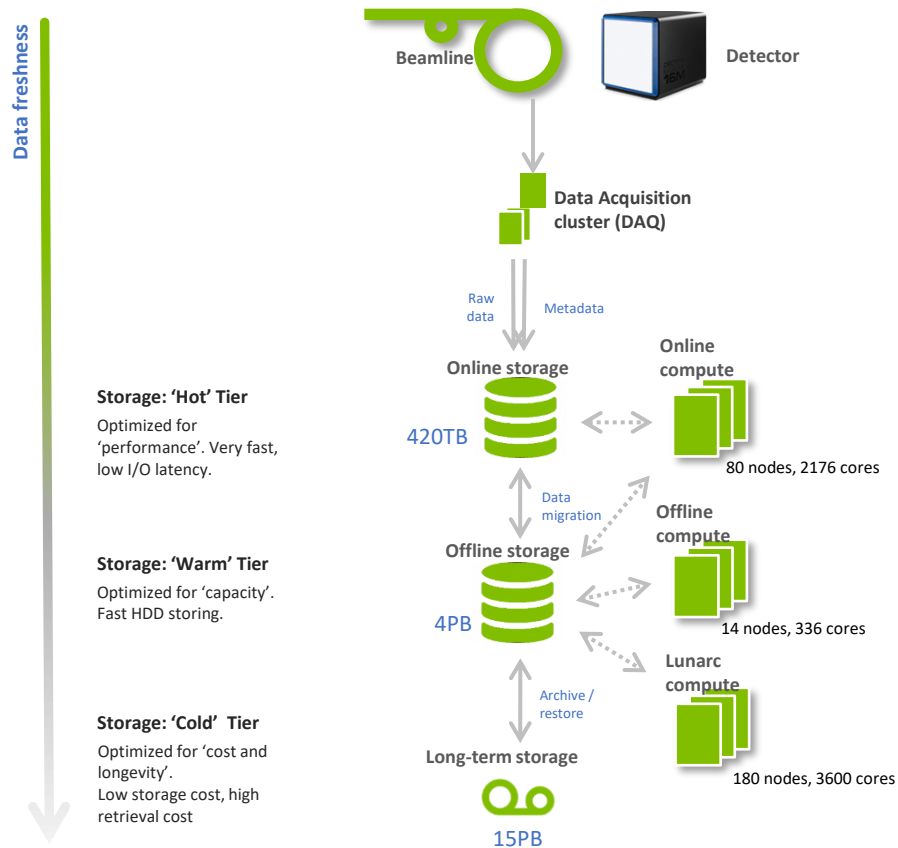 Data freshness
Beamline
16M
Detector
Data Acquisition
cluster (DAQ)
Raw
data
Metadata
Online storage
Online
compute
Storage: ‘Hot’ Tier
Optimized for
‘performance’. Very fast,
low I/O latency.
420TB
80 nodes, 2176 cores
Data
migration
Offline
compute
Offline storage
Storage: ‘Warm’ Tier
Optimized for ‘capacity’.
Fast HDD storing.
4PB
14 nodes, 336 cores
Lunarc
compute
Archive /
restore
Storage: ‘Cold’ Tier
Optimized for ‘cost and
longevity’.
Low storage cost, high
retrieval cost
Long-term storage
180 nodes, 3600 cores
15PB